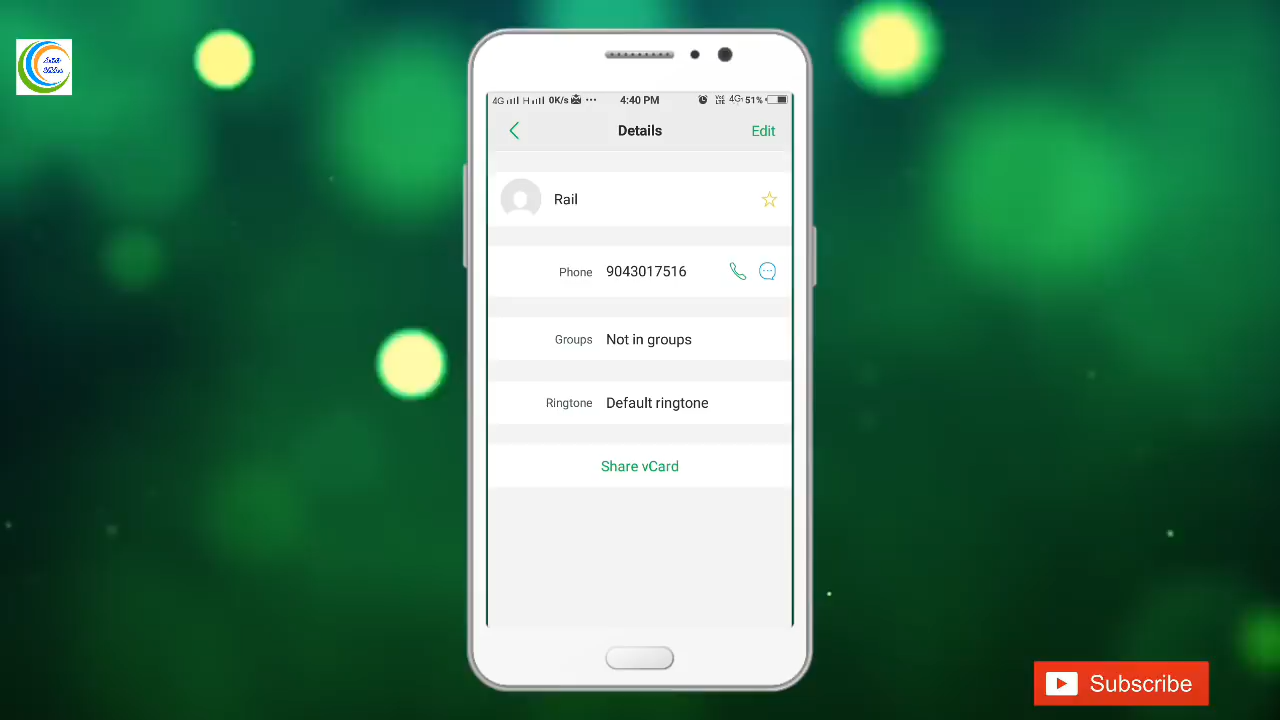 4G H 0K/s ... 4:40 PM 4G 51%
Details Edit
Rail
Phone 9043017516
Groups Not in groups
Ringtone Default ringtone
Share vCard
Subscribe